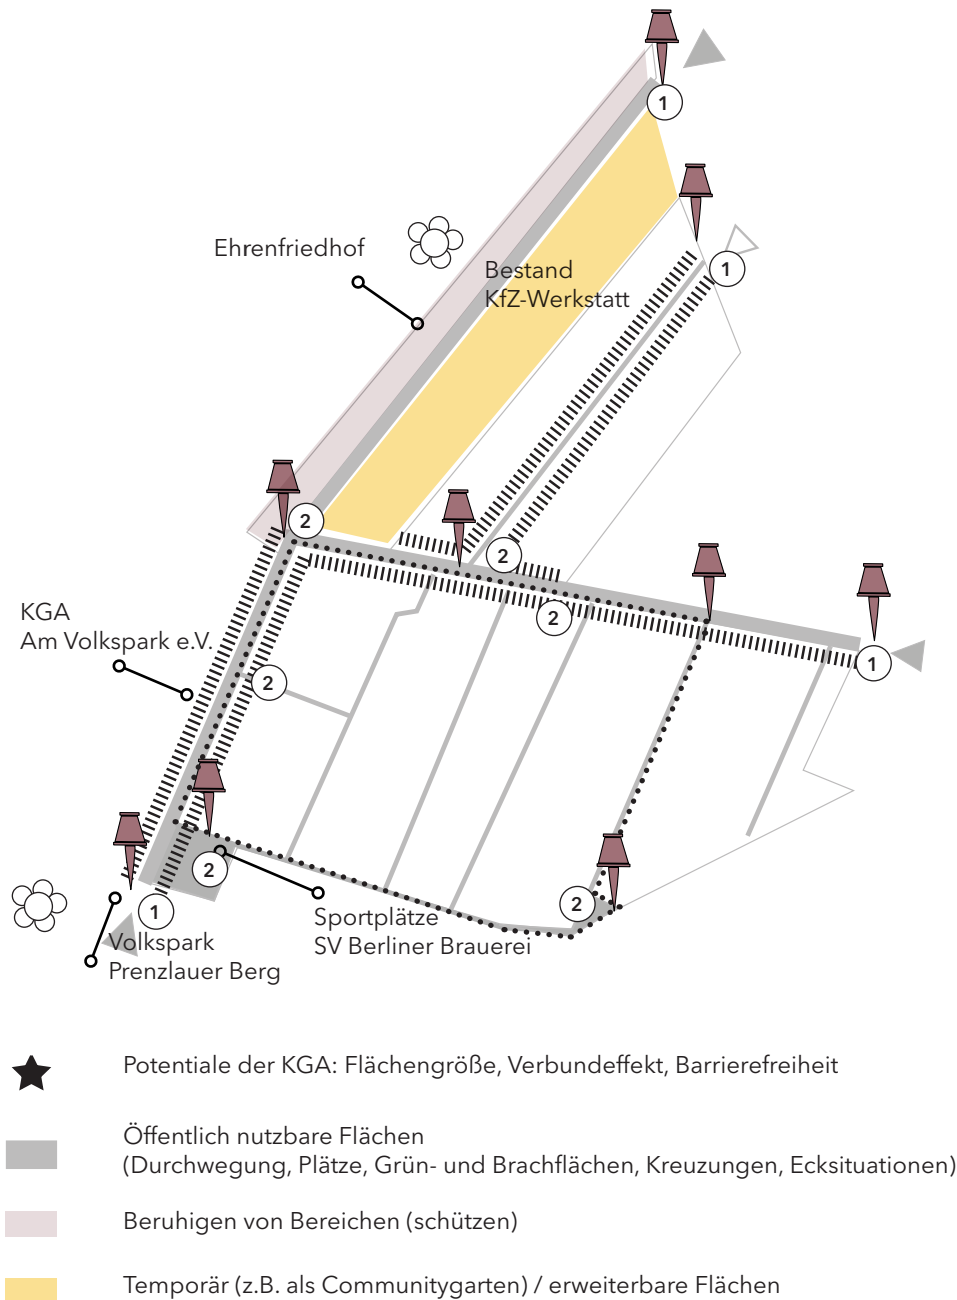 1
Ehrenfriedhof
Bestand
KfZ-Werkstatt
1
2
2
2
KGA
Am Volkspark e.V.
1
2
2
2
1
Sportplätze
SV Berliner Brauerei
Volkspark
Prenzlauer Berg
Potentiale der KGA: Flächengröße, Verbundeffekt, Barrierefreiheit
Öffentlich nutzbare Flächen
(Durchwegung, Plätze, Grün- und Brachflächen, Kreuzungen, Ecksituationen)
Beruhigen von Bereichen (schützen)
Temporär (z.B. als Communitygarten) / erweiterbare Flächen